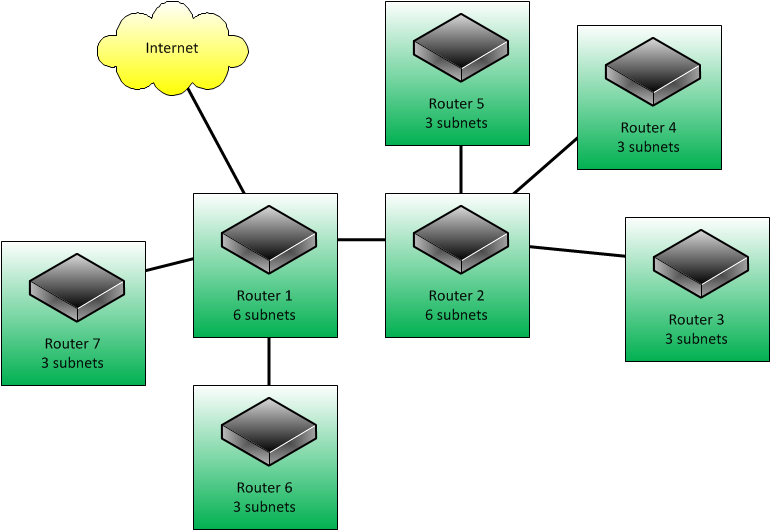 Internet
Router 5
3 subnets
Router 4
3 subnets
Router 1
6 subnets
Router 2
6 subnets
Router 3
3 subnets
Router 7
3 subnets
Router 6
3 subnets